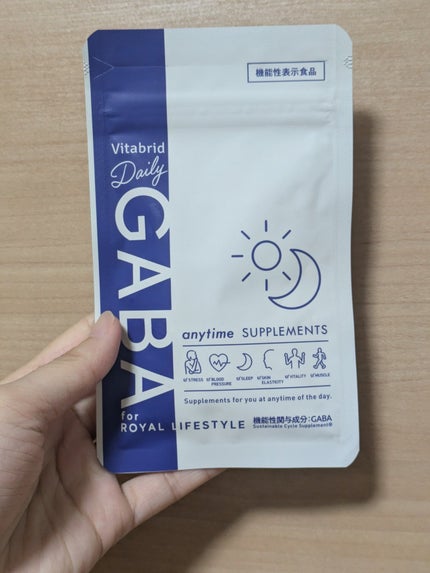 機能性表示食品
Vitabrid
Daily
GABA
for
ROYAL LIFESTYLE
anytime SUPPLEMENTS
STRESS
BLOOD PRESSURE
SLEEP
SKIN ELASTICITY
VITALITY
MUSCLE
Supplements for you at anytime of the day.
機能性関与成分:GABA
Sustainable Cycle Supplement®